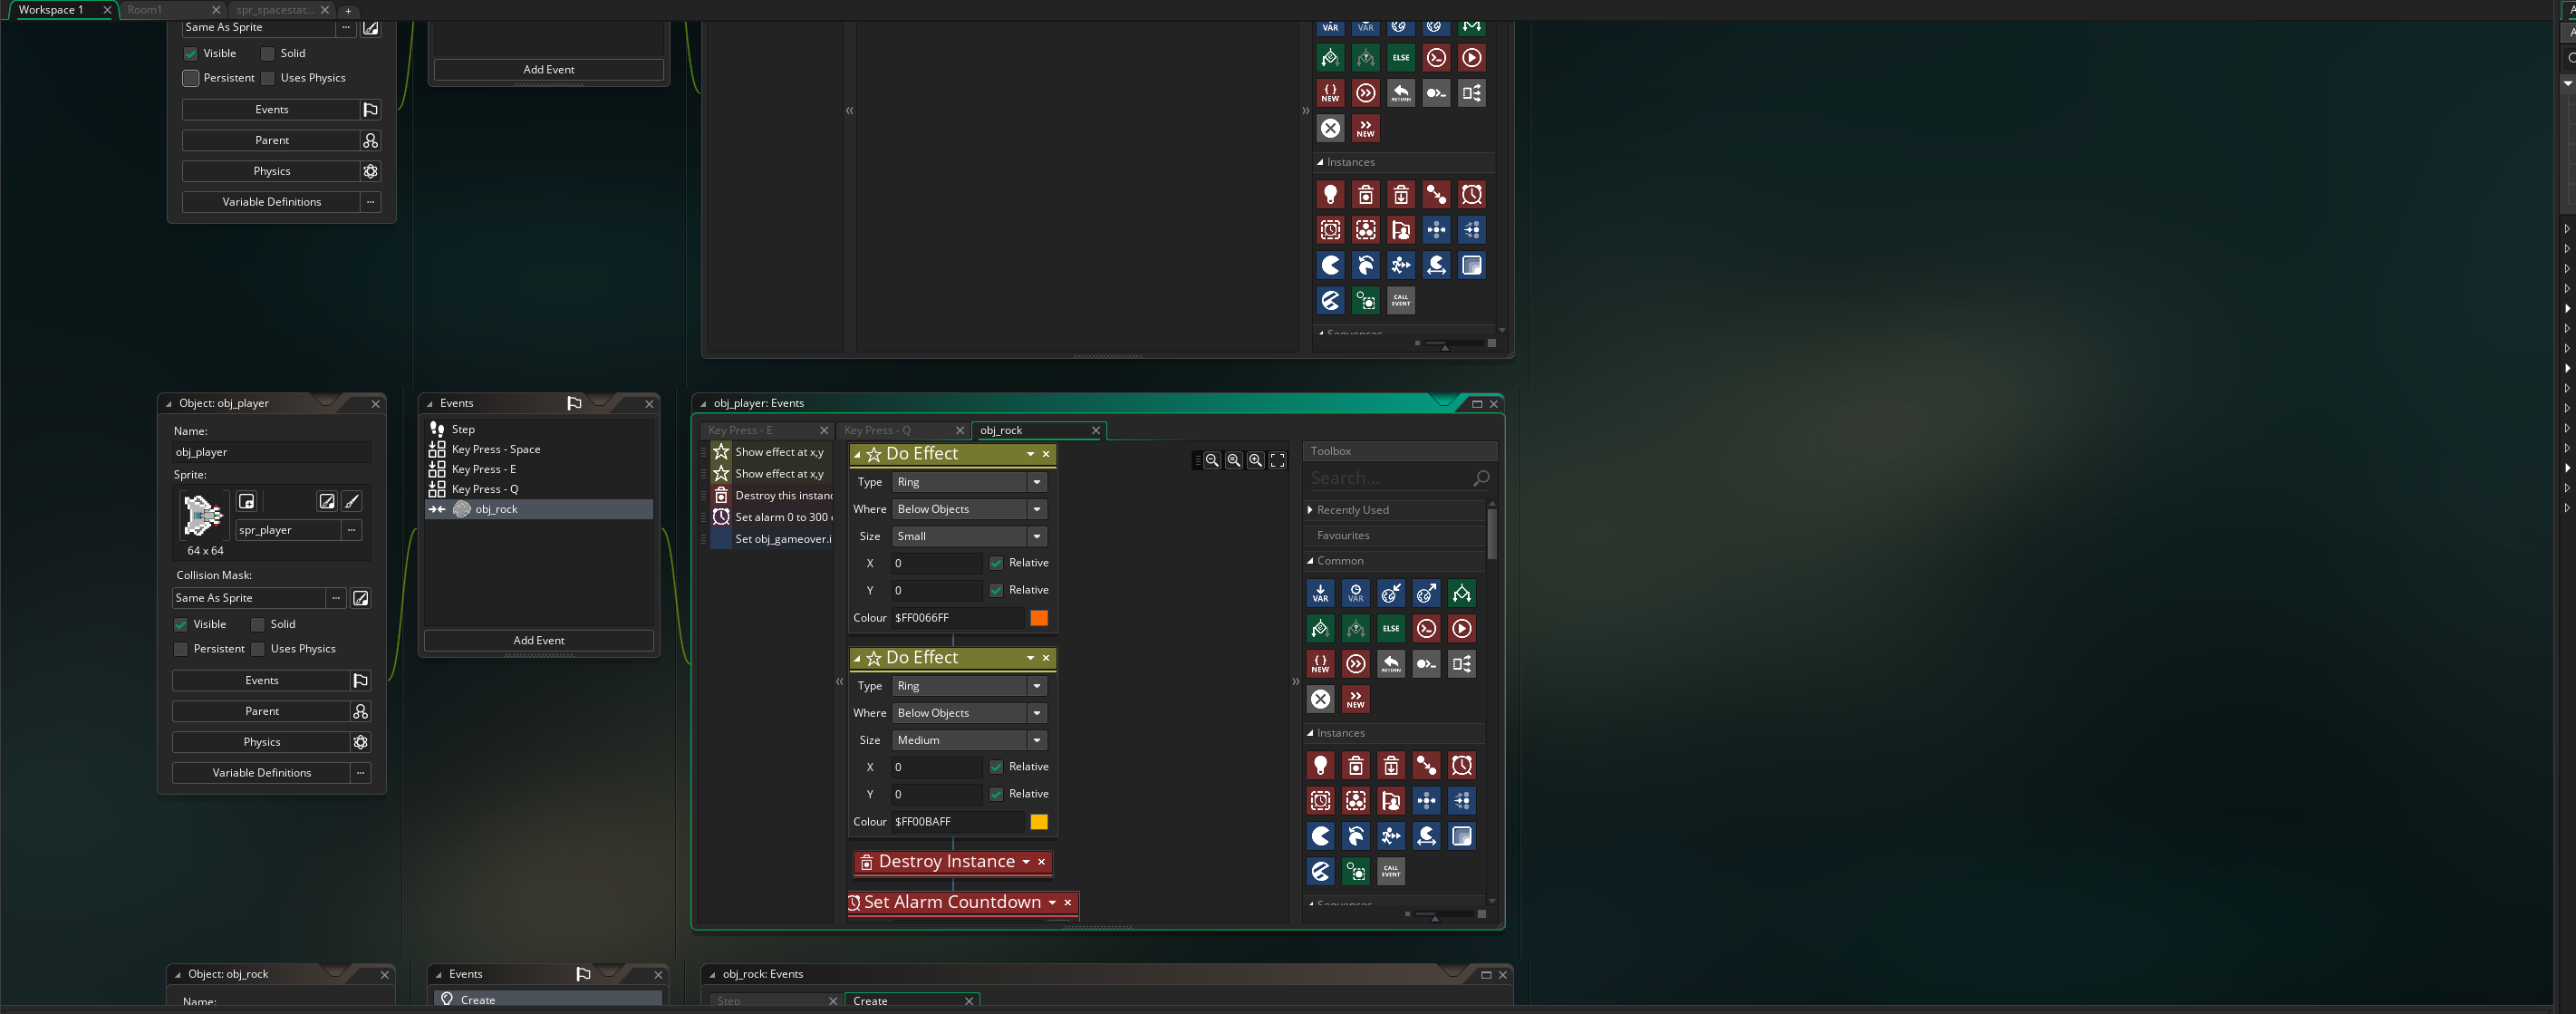 Workspace 1
Room1
spr_spacestat...
Same As Sprite
Visible
Solid
Persistent
Uses Physics
Events
Parent
Physics
Variable Definitions
Add Event
VAR
VAR
ELSE
NEW
RETURN
NEW
Instances
CALL EVENT
Sequences
Object: obj_player
Name:
obj_player
Sprite:
spr_player
64 x 64
Collision Mask:
Same As Sprite
Visible
Solid
Persistent
Uses Physics
Events
Parent
Physics
Variable Definitions
Events
Step
Key Press - Space
Key Press - E
Key Press - Q
obj_rock
Add Event
obj_player: Events
Key Press - E
Key Press - Q
obj_rock
Show effect at x,y
Show effect at x,y
Destroy this instanc
Set alarm 0 to 300
Set obj_gameover.i
Do Effect
Type
Ring
Where
Below Objects
Size
Small
X
0
Relative
Y
0
Relative
Colour
$FF0066FF
Do Effect
Type
Ring
Where
Below Objects
Size
Medium
X
0
Relative
Y
0
Relative
Colour
$FF00BAFF
Destroy Instance
Set Alarm Countdown
Toolbox
Search...
Recently Used
Favourites
Common
VAR
VAR
ELSE
NEW
RETURN
NEW
Instances
CALL EVENT
Sequences
Object: obj_rock
Name:
Events
Create
obj_rock: Events
Step
Create